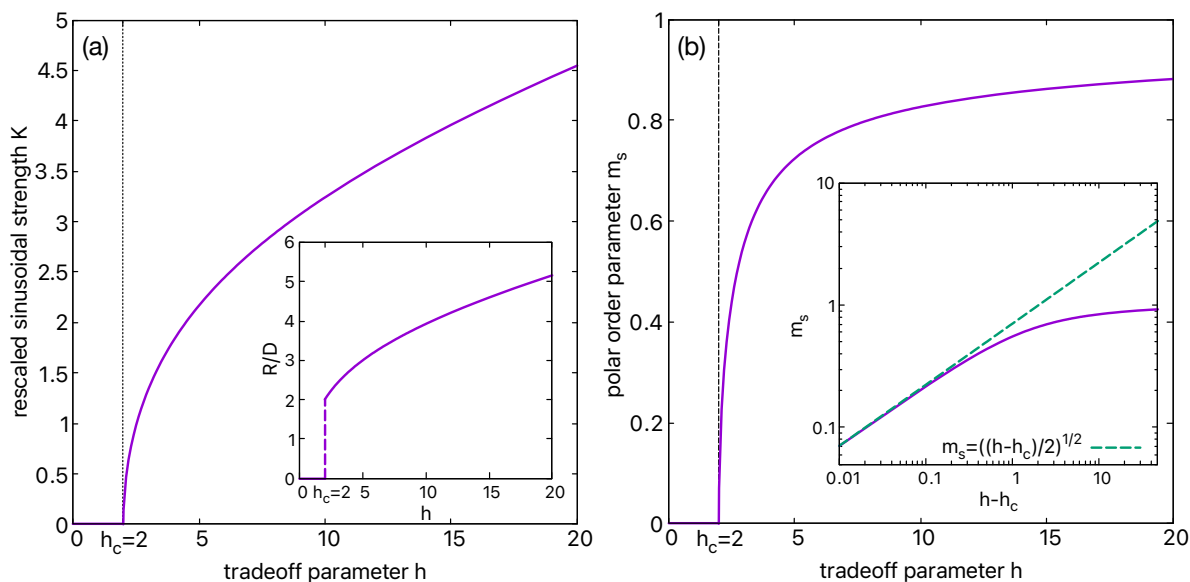 (a)
rescaled sinusoidal strength K
5
4.5
4
3.5
3
2.5
2
1.5
1
0.5
0
0 h_c=2 5 10 15 20
tradeoff parameter h
R/D
6
5
4
3
2
1
0
0 h_c=2 5 10 15 20
h
(b)
polar order parameter m_s
1
0.8
0.6
0.4
0.2
0
0 h_c=2 5 10 15 20
tradeoff parameter h
m_s
10
1
0.1
m_s=((h-h_c)/2)^1/2
0.01 0.1 1 10
h-h_c